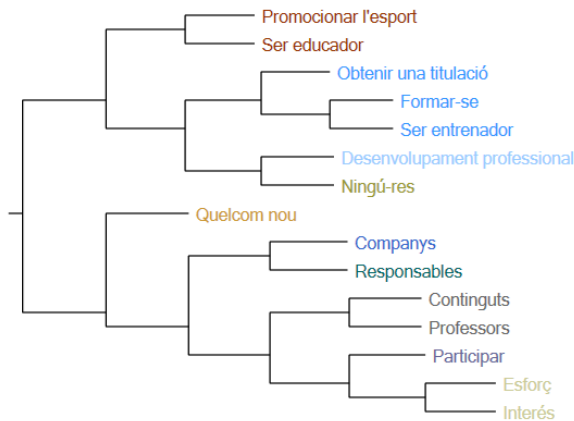 Promocionar l'esport
Ser educador
Obtenir una titulació
Formar-se
Ser entrenador
Desenvolupament professional
Ningú-res
Quelcom nou
Companys
Responsables
Continguts
Professors
Participar
Esforç
Interés